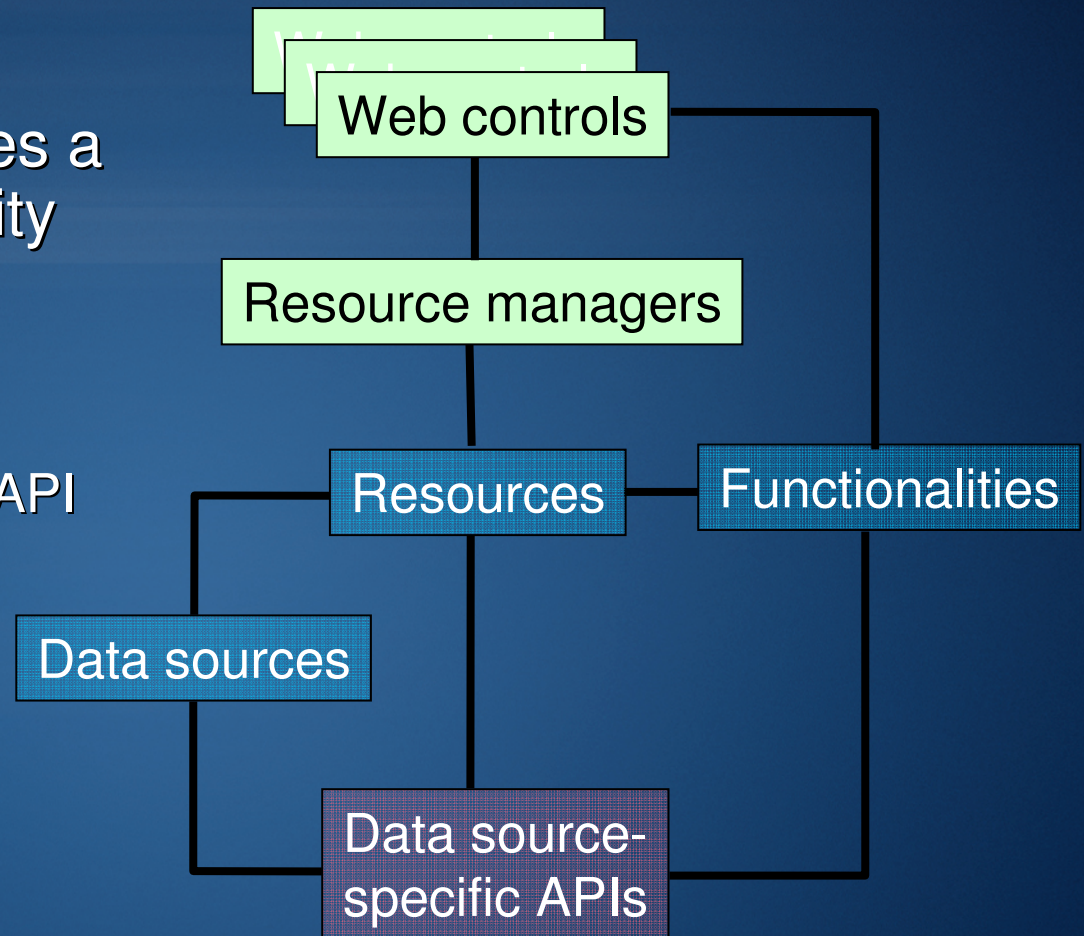 Web controls
es a
ity
Resource managers
API
Resources
Functionalities
Data sources
Data source-
specific APIs